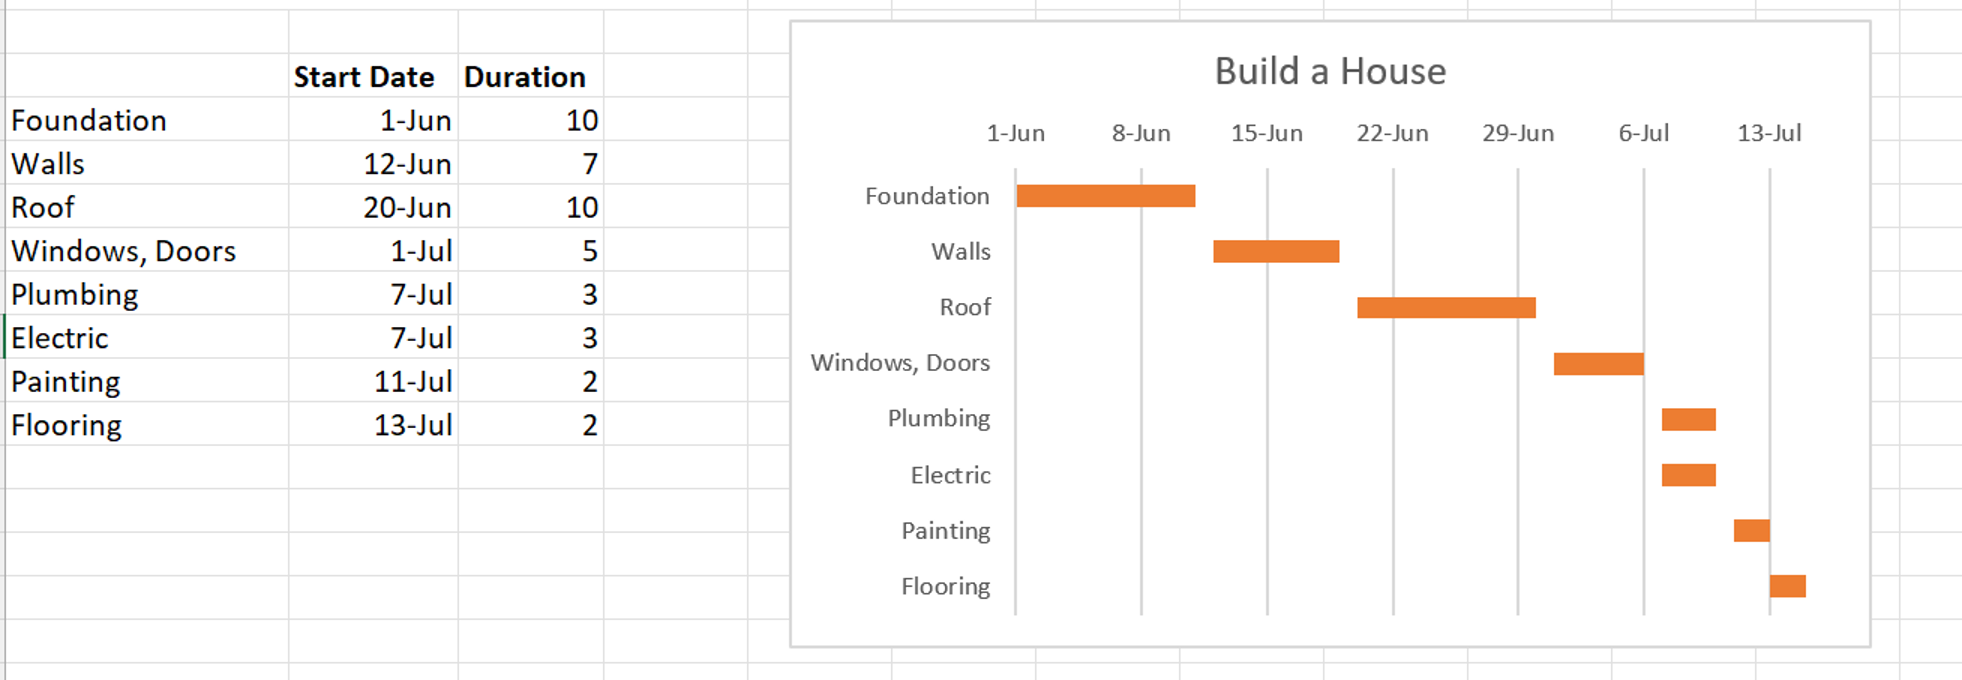 Start Date Duration
Foundation 1-Jun 10
Walls 12-Jun 7
Roof 20-Jun 10
Windows, Doors 1-Jul 5
Plumbing 7-Jul 3
Electric 7-Jul 3
Painting 11-Jul 2
Flooring 13-Jul 2
Build a House
1-Jun 8-Jun 15-Jun 22-Jun 29-Jun 6-Jul 13-Jul
Foundation
Walls
Roof
Windows, Doors
Plumbing
Electric
Painting
Flooring